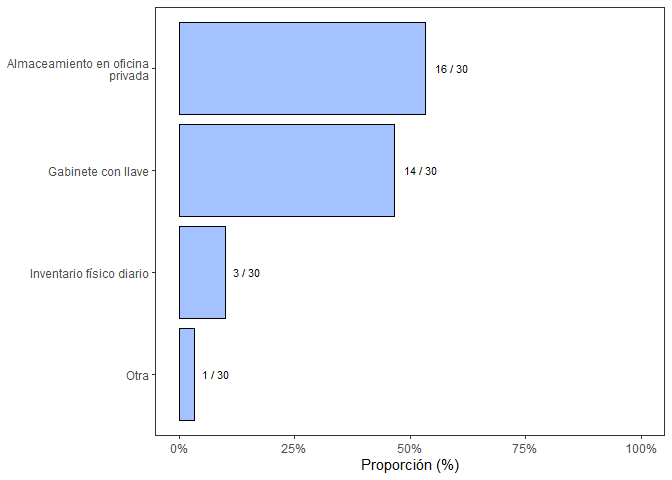 Almaceamiento en oficina
privada
16 / 30
Gabinete con llave
14 / 30
Inventario físico diario
3 / 30
Otra
1 / 30
0%
25%
50%
75%
100%
Proporción (%)